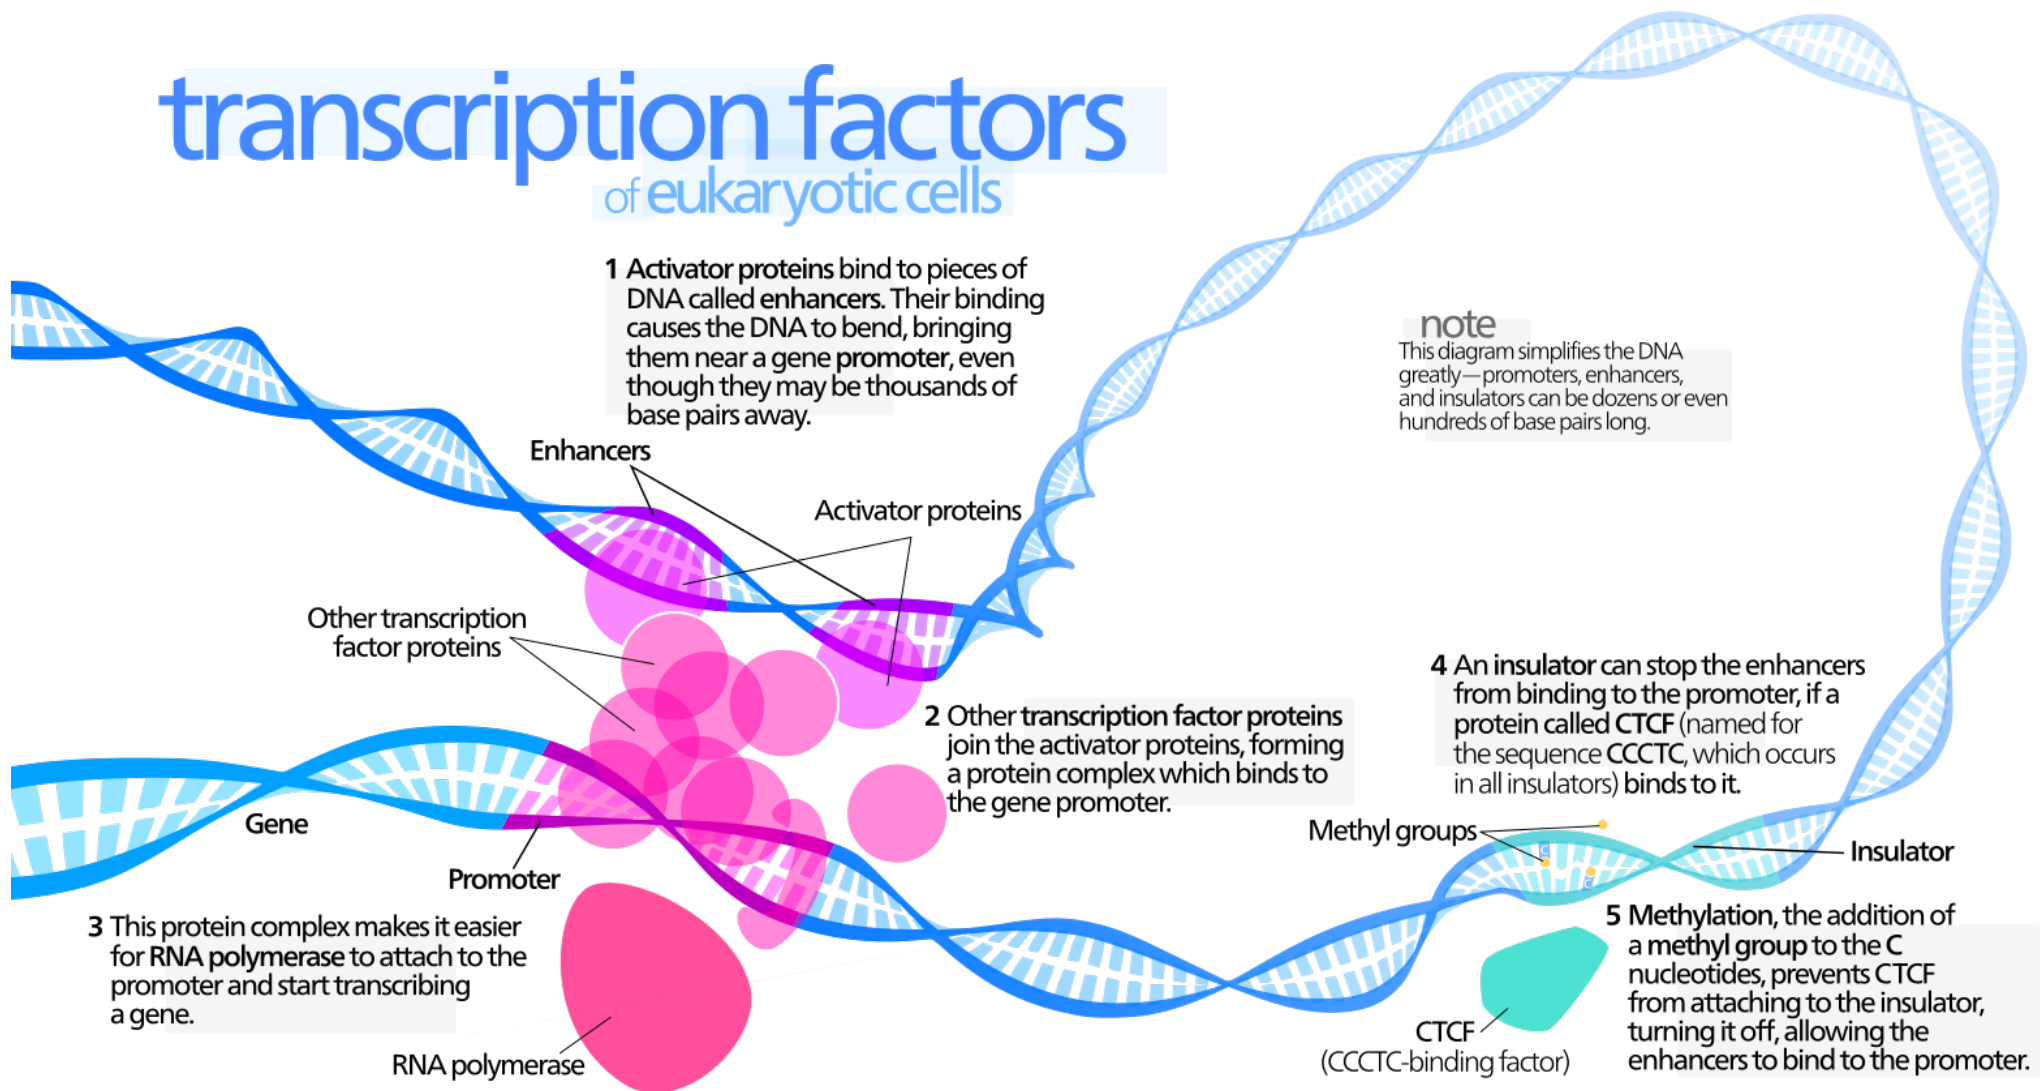 transcription factors
of eukaryotic cells
1 Activator proteins bind to pieces of
DNA called enhancers. Their binding
causes the DNA to bend, bringing
them near a gene promoter, even
though they may be thousands of
base pairs away.
note
This diagram simplifies the DNA
greatly—promoters, enhancers,
and insulators can be dozens or even
hundreds of base pairs long.
Enhancers
Activator proteins
Other transcription
factor proteins
2 Other transcription factor proteins
join the activator proteins, forming
a protein complex which binds to
the gene promoter.
4 An insulator can stop the enhancers
from binding to the promoter, if a
protein called CTCF (named for
the sequence CCCTC, which occurs
in all insulators) binds to it.
Gene
Promoter
Methyl groups
C
C
Insulator
3 This protein complex makes it easier
for RNA polymerase to attach to the
promoter and start transcribing
a gene.
RNA polymerase
CTCF
(CCCTC-binding factor)
5 Methylation, the addition of
a methyl group to the C
nucleotides, prevents CTCF
from attaching to the insulator,
turning it off, allowing the
enhancers to bind to the promoter.